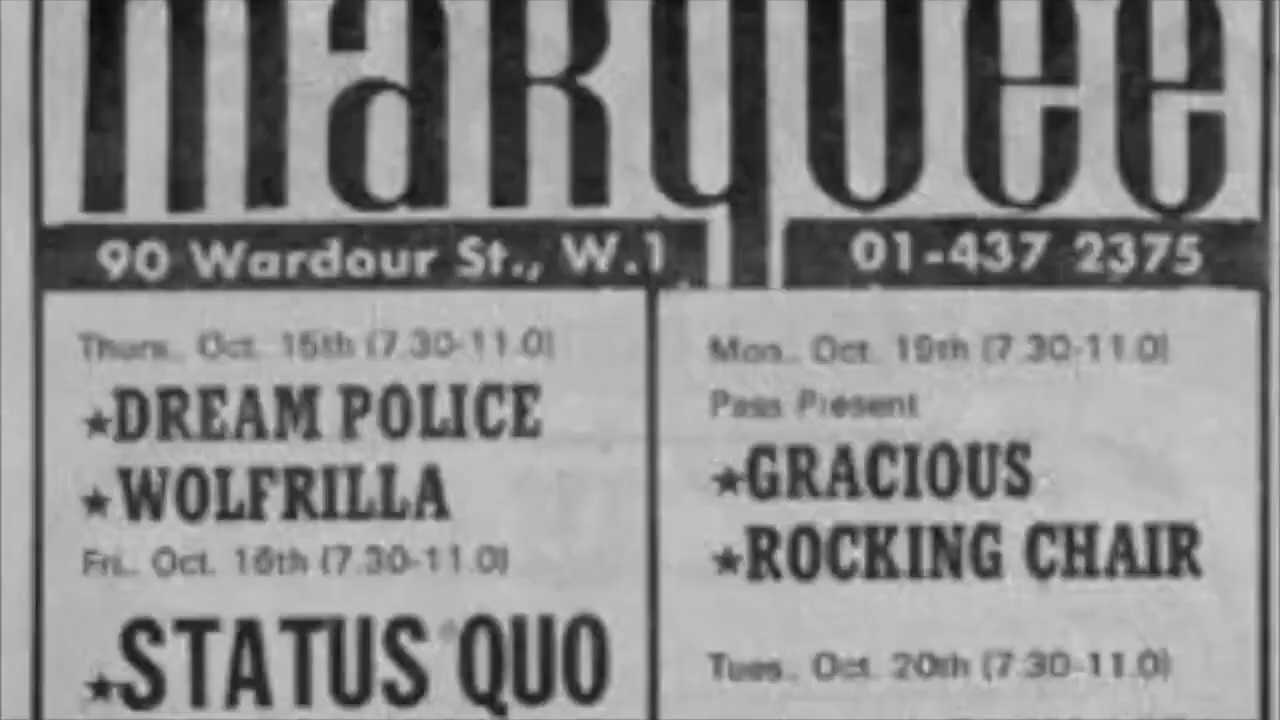 marquee
90 Wardour St., W.1
01-437 2375
Thurs., Oct. 15th (7.30-11.0)
★DREAM POLICE
★WOLFRILLA
Fri., Oct. 16th (7.30-11.0)
★STATUS QUO
Mon., Oct. 19th (7.30-11.0)
Pass Present
★GRACIOUS
★ROCKING CHAIR
Tues., Oct. 20th (7.30-11.0)